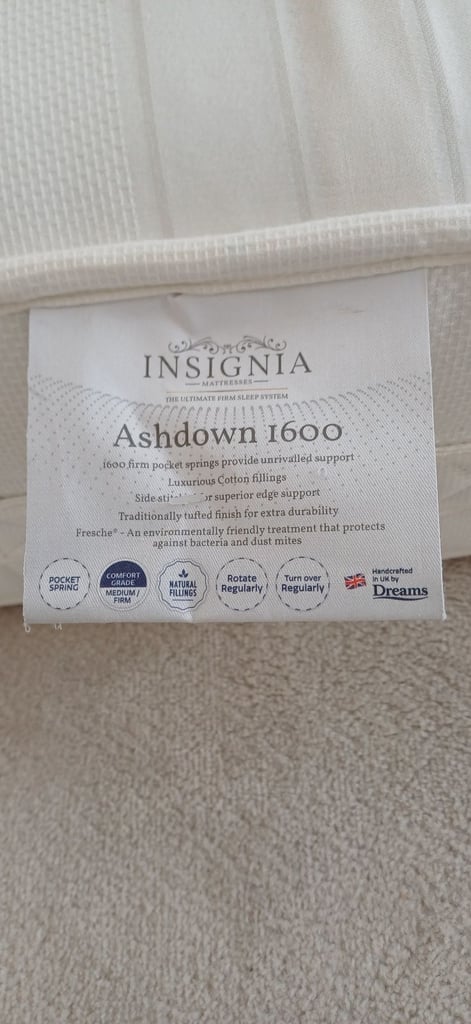 INSIGNIA
MATTRESSES
THE ULTIMATE FIRM SLEEP SYSTEM
Ashdown 1600
1600 firm pocket springs provide unrivalled support
Luxurious Cotton fillings
Side superior edge support
Traditionally tufted finish for extra durability
Fresche® - An environmentally friendly treatment that protects
against bacteria and dust mites
POCKET
SPRING
COMFORT
GRADE
MEDIUM/
FIRM
NATURAL
FILLINGS
Rotate
Regularly
Turn over
Regularly
Handcrafted
in UK by
Dreams